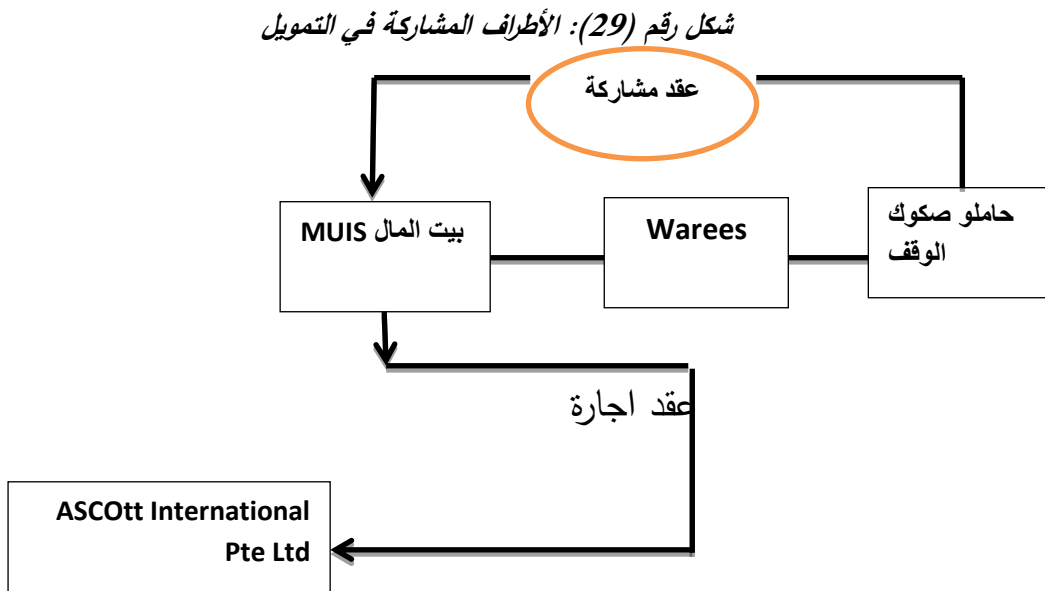 شكل رقم (29): الأطراف المشاركة في التمويل
عقد مشاركة
حاملو صكوك
الوقف
Warees
بيت المال MUIS
عقد اجارة
ASCOtt International
Pte Ltd